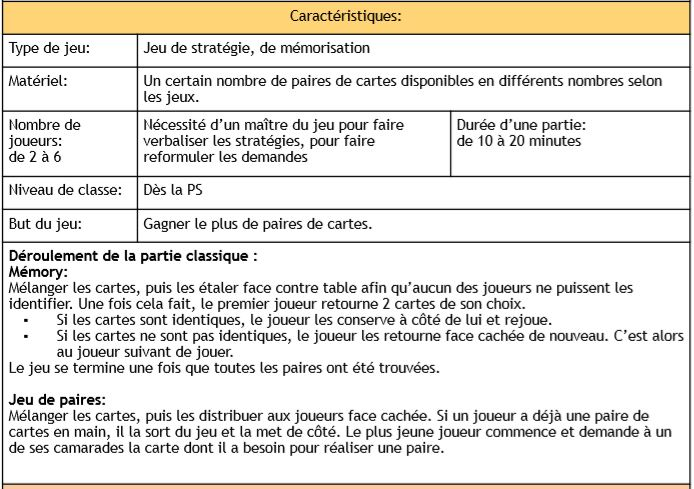 Caractéristiques:
Type de jeu:
Jeu de stratégie, de mémorisation
Matériel:
Un certain nombre de paires de cartes disponibles en différents nombres selon
les jeux.
Nombre de
joueurs:
de 2 à 6
Nécessité d’un maître du jeu pour faire
verbaliser les stratégies, pour faire
reformuler les demandes
Durée d’une partie:
de 10 à 20 minutes
Niveau de classe:
Dès la PS
But du jeu:
Gagner le plus de paires de cartes.
Déroulement de la partie classique :
Mémory:
Mélanger les cartes, puis les étaler face contre table afin qu’aucun des joueurs ne puissent les
identifier. Une fois cela fait, le premier joueur retourne 2 cartes de son choix.
▪ Si les cartes sont identiques, le joueur les conserve à côté de lui et rejoue.
▪ Si les cartes ne sont pas identiques, le joueur les retourne face cachée de nouveau. C’est alors
au joueur suivant de jouer.
Le jeu se termine une fois que toutes les paires ont été trouvées.
Jeu de paires:
Mélanger les cartes, puis les distribuer aux joueurs face cachée. Si un joueur a déjà une paire de
cartes en main, il la sort du jeu et la met de côté. Le plus jeune joueur commence et demande à un
de ses camarades la carte dont il a besoin pour réaliser une paire.